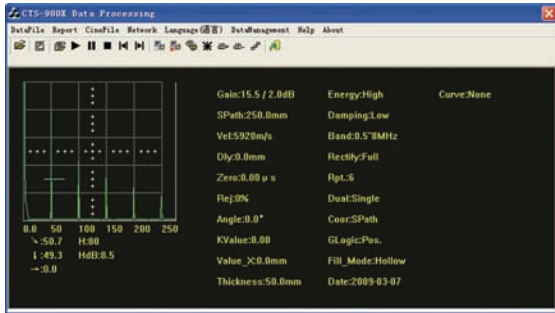 CTS-900X Data Processing
DataFile Report CineFile Network Language(语言) DataManagement Help About
Gain:15.5 / 2.0dB Energy:High Curve:None
SPath:250.0mm Damping:Low
Vel:5920m/s Band:0.5~8MHz
Dly:0.0mm Rectify:Full
Zero:0.00 μ s Rpt.:6
Rej:0% Dual:Single
Angle:0.0° Coor:SPath
KValue:0.00 GLogic:Pos.
Value_X:0.0mm Fill_Mode:Hollow
Thickness:50.0mm Date:2009-03-07
0.0 50 100 150 200 250
↘:50.7 H:80
↓:49.3 HdB:8.5
→:0.0